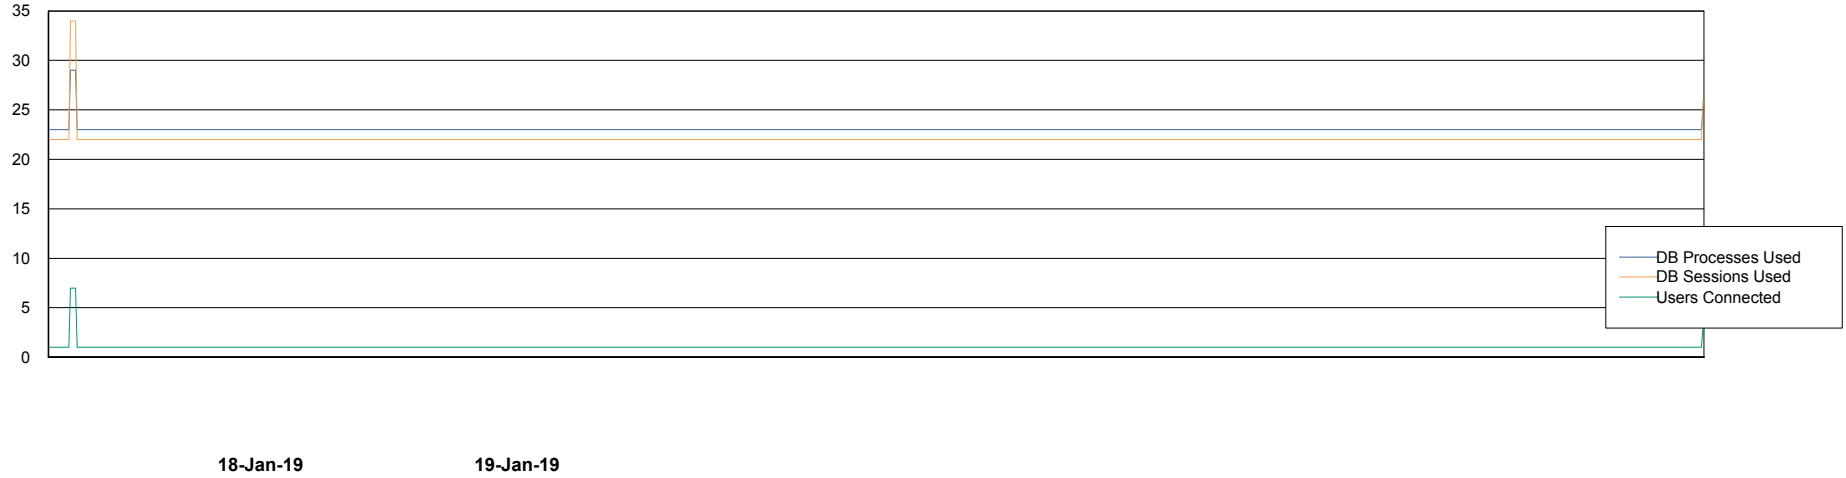 35
30
25
20
15
10
5
0
DB Processes Used
DB Sessions Used
Users Connected
18-Jan-19 19-Jan-19